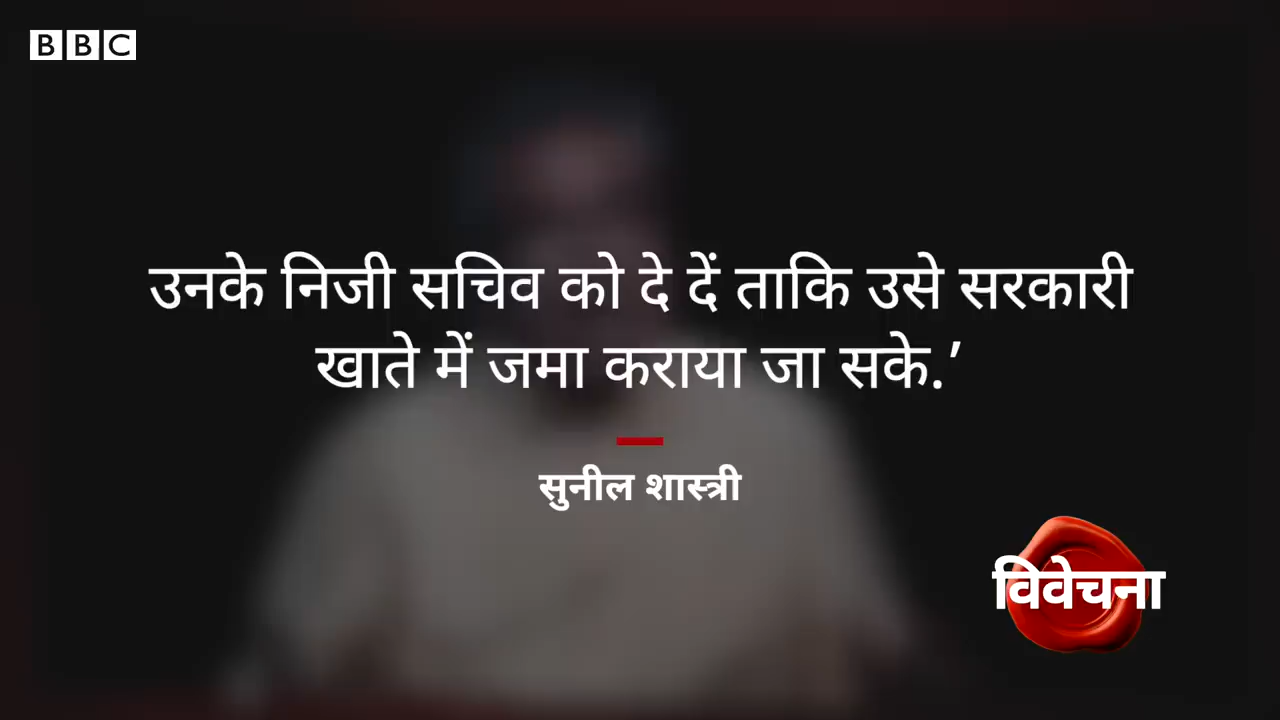 BBC
उनके निजी सचिव को दे दें ताकि उसे सरकारी
खाते में जमा कराया जा सके.’
सुनील शास्त्री
विवेचना